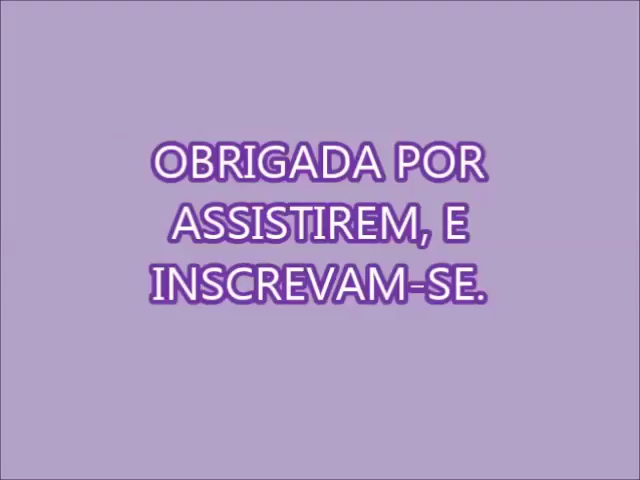 OBRIGADA POR
ASSISTIREM, E
INSCREVAM-SE.